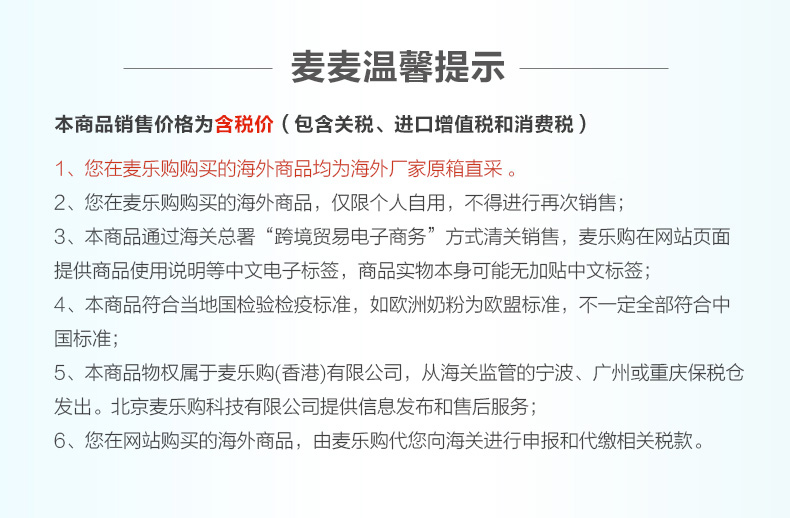 麦麦温馨提示
本商品销售价格为含税价（包含关税、进口增值税和消费税）
1、您在麦乐购购买的海外商品均为海外厂家原箱直采 。
2、您在麦乐购购买的海外商品，仅限个人自用，不得进行再次销售；
3、本商品通过海关总署“跨境贸易电子商务”方式清关销售，麦乐购在网站页面
提供商品使用说明等中文电子标签，商品实物本身可能无加贴中文标签；
4、本商品符合当地国检验检疫标准，如欧洲奶粉为欧盟标准，不一定全部符合中
国标准；
5、本商品物权属于麦乐购(香港)有限公司，从海关监管的宁波、广州或重庆保税仓
发出。北京麦乐购科技有限公司提供信息发布和售后服务；
6、您在网站购买的海外商品，由麦乐购代您向海关进行申报和代缴相关税款。